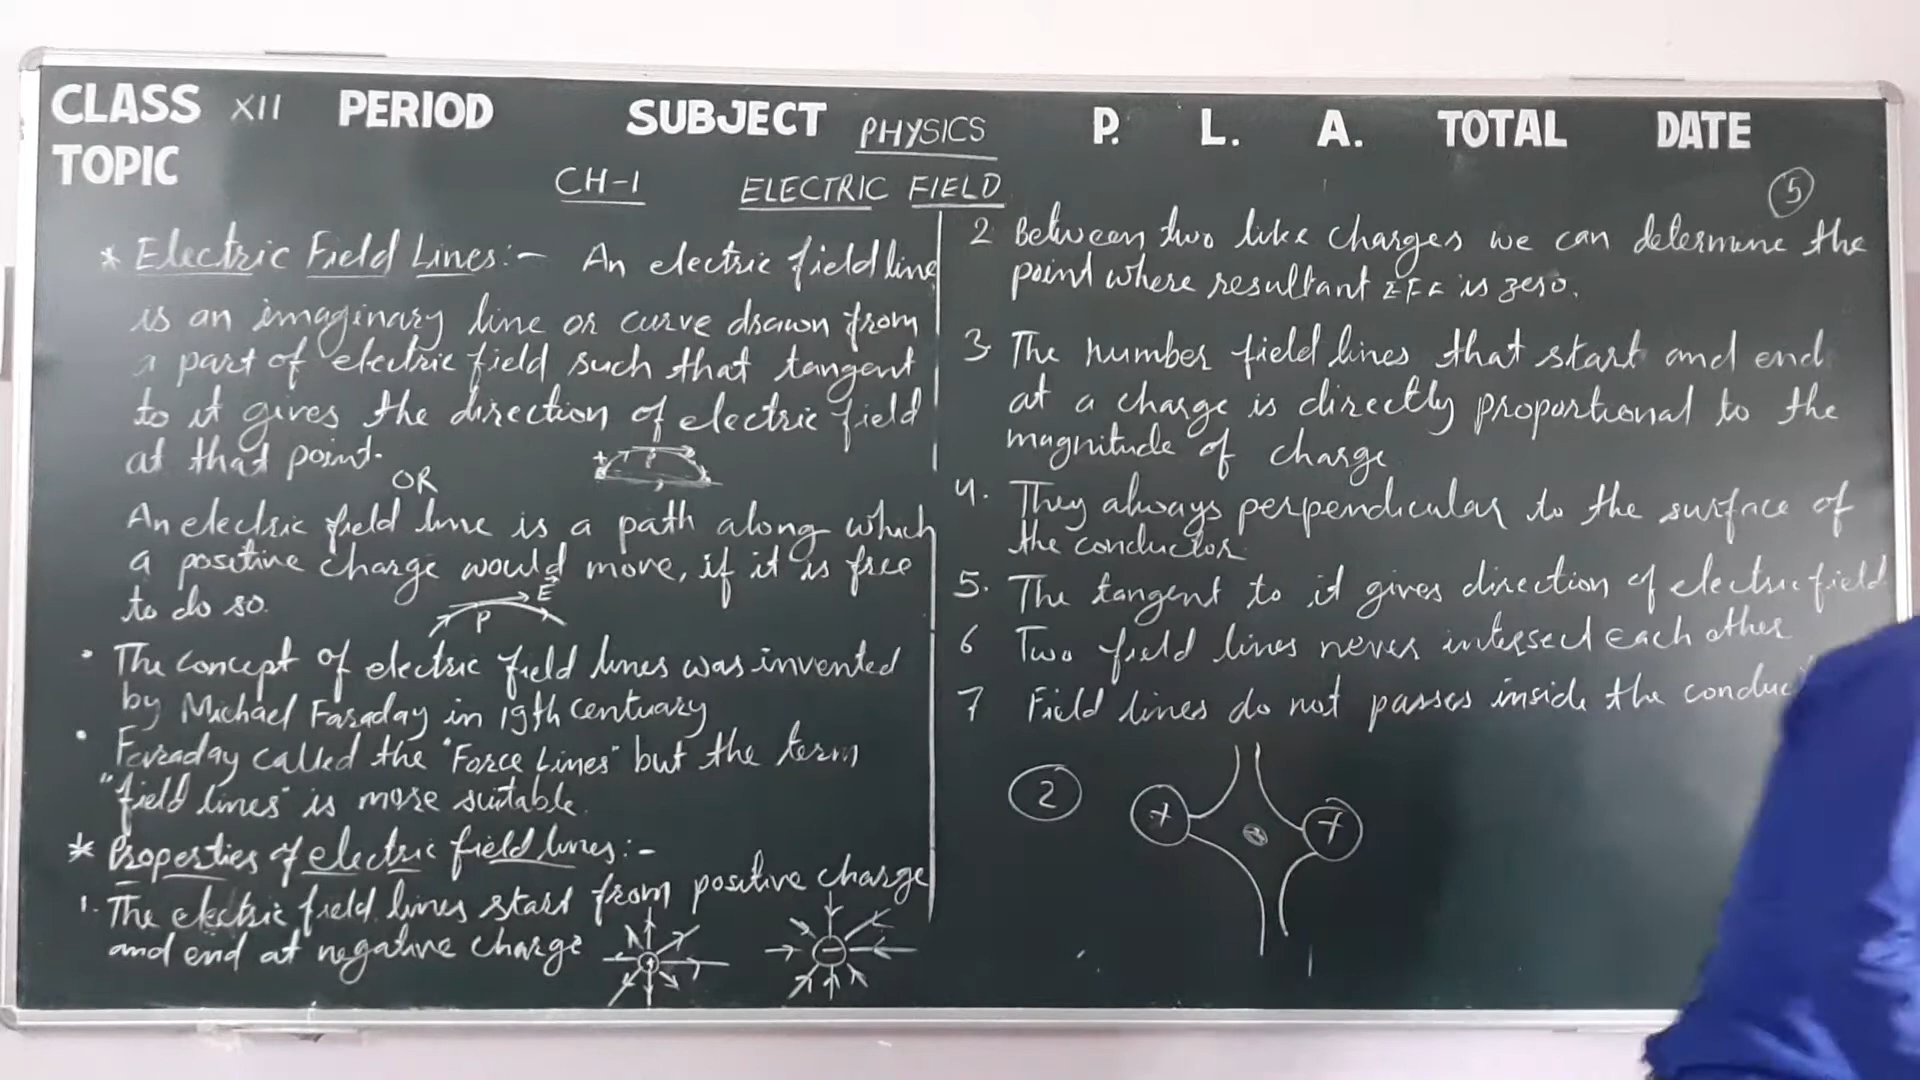 CLASS XII PERIOD SUBJECT PHYSICS P. L. A. TOTAL DATE
TOPIC CH-1 ELECTRIC FIELD
* Electric Field Lines:- An electric field line
is an imaginary line or curve drawn from
a part of electric field such that tangent
to it gives the direction of electric field
at that point.
+ P
OR
An electric field line is a path along which
a positive charge would move, if it is free
to do so.
P E
• The concept of electric field lines was invented
by Michael Faraday in 19th centuary
• Faraday called the "Force Lines" but the term
"field lines" is more suitable.
* Properties of electric field lines:-
1. The electric field lines start from positive charge
and end at negative charge
+ -
5
2 Between two like charges we can determine the
point where resultant is zero.
3 The number field lines that start and end
at a charge is directly proportional to the
magnitude of charge
4. They always perpendicular to the surface of
the conductor
5. The tangent to it gives direction of electric field
6 Two field lines never intersect each other
7 Field lines do not passes inside the conduc
2 + +